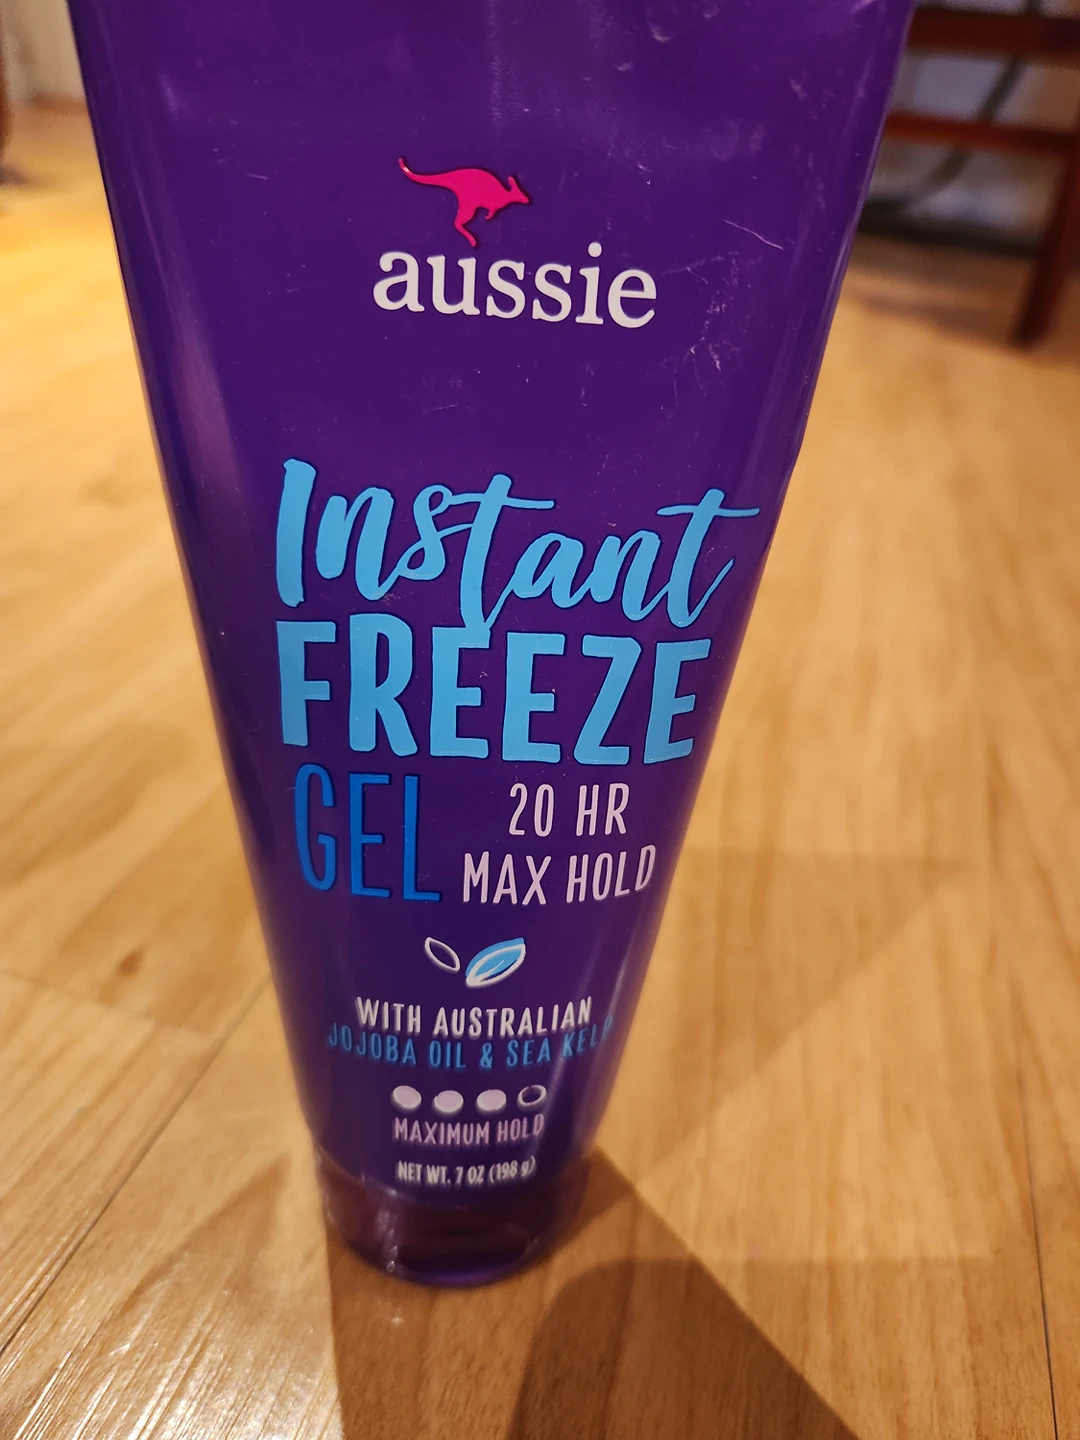 aussie
Instant
FREEZE
GEL 20 HR
MAX HOLD
WITH AUSTRALIAN
JOJOBA OIL & SEA KELP
MAXIMUM HOLD
NET WT. 7 OZ (198 g)